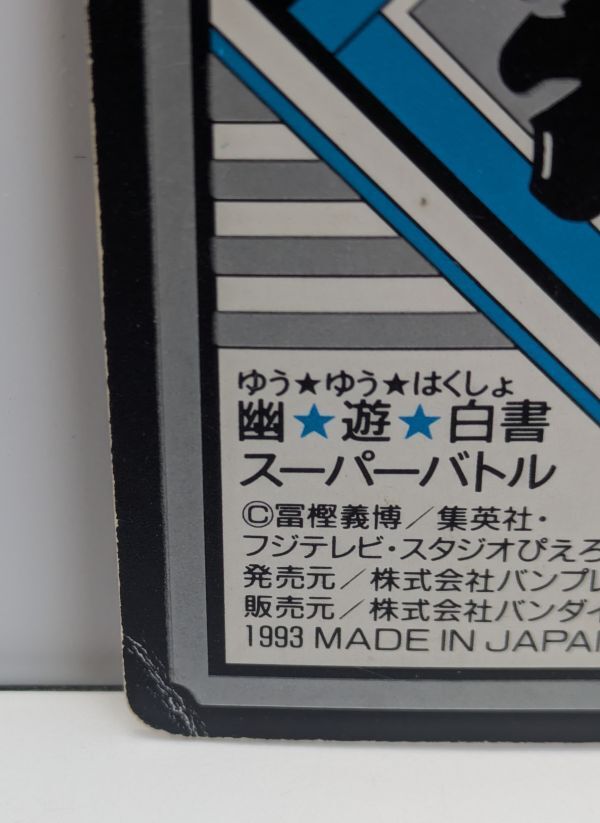 ゆう★ゆう★はくしょ
幽★遊★白書
スーパーバトル
©冨樫義博／集英社・
フジテレビ・スタジオぴえろ
発売元／株式会社バンプレ
販売元／株式会社バンダイ
1993 MADE IN JAPAN